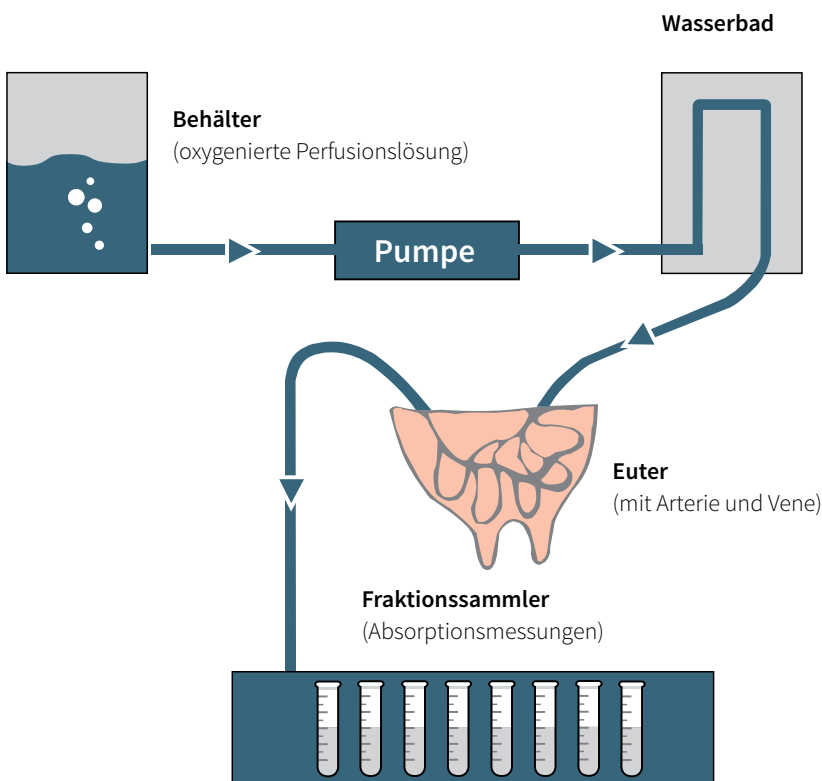 Wasserbad
Behälter
(oxygenierte Perfusionslösung)
Pumpe
Euter
(mit Arterie und Vene)
Fraktionssammler
(Absorptionsmessungen)